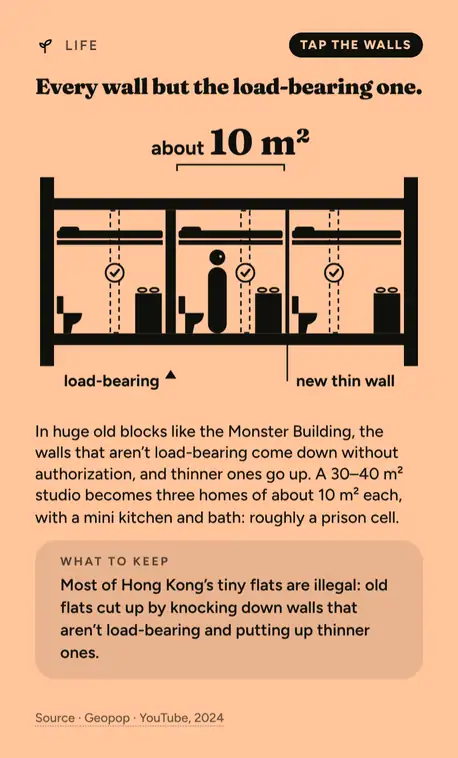 LIFE
TAP THE WALLS
Every wall but the load-bearing one.
about 10 m²
load-bearing
new thin wall
In huge old blocks like the Monster Building, the
walls that aren’t load-bearing come down without
authorization, and thinner ones go up. A 30–40 m²
studio becomes three homes of about 10 m² each,
with a mini kitchen and bath: roughly a prison cell.
WHAT TO KEEP
Most of Hong Kong’s tiny flats are illegal: old
flats cut up by knocking down walls that
aren’t load-bearing and putting up thinner
ones.
Source · Geopop · YouTube, 2024